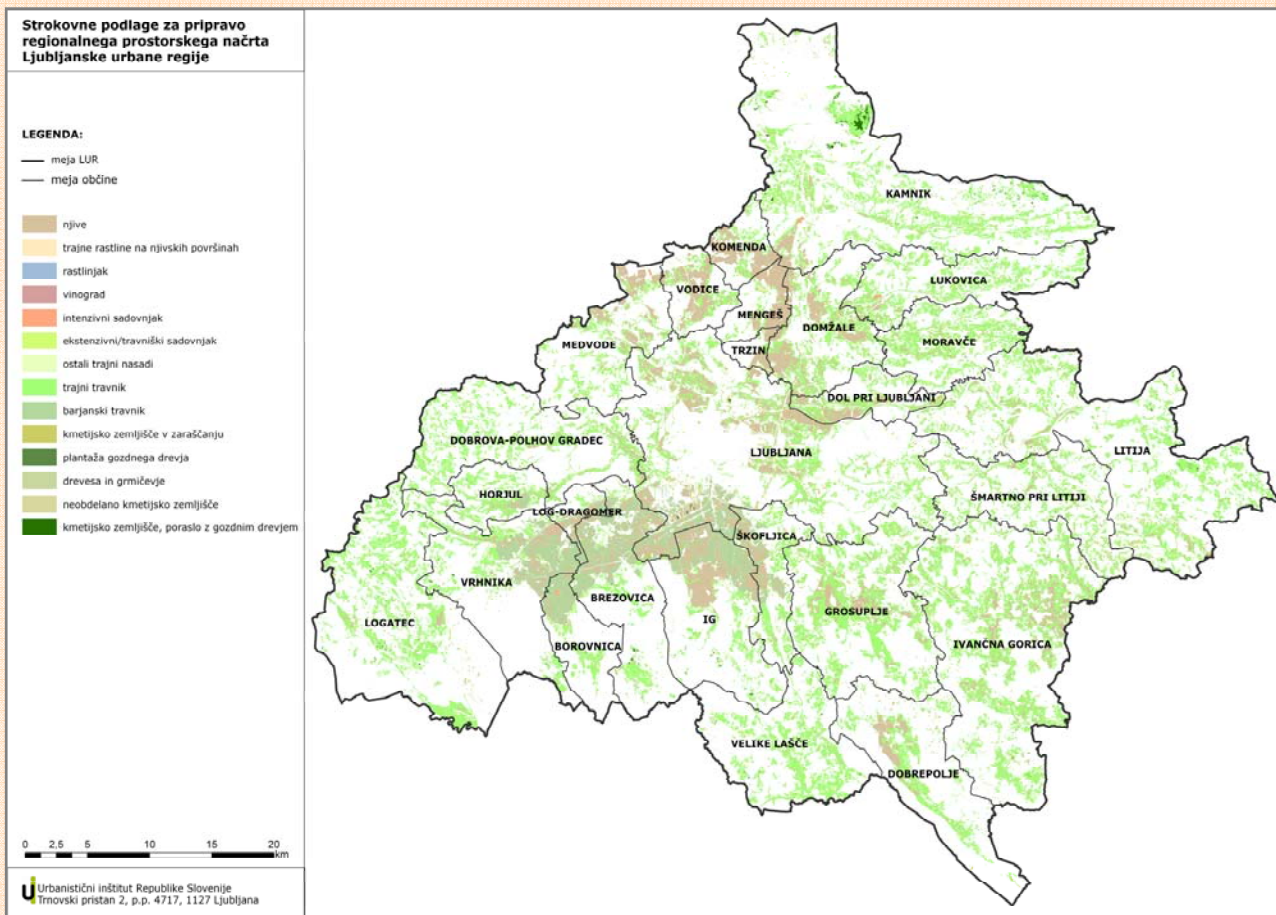 Strokovne podlage za pripravo
regionalnega prostorskega načrta
Ljubljanske urbane regije
LEGENDA:
meja LUR
meja občine
njive
trajne rastline na njivskih površinah
rastlinjak
vinograd
intenzivni sadovnjak
ekstenzivni/travniški sadovnjak
ostali trajni nasadi
trajni travnik
barjanski travnik
kmetijsko zemljišče v zaraščanju
plantaža gozdnega drevja
drevesa in grmičevje
neobdelano kmetijsko zemljišče
kmetijsko zemljišče, poraslo z gozdnim drevjem
0 2,5 5 10 15 20
km
Urbanistični inštitut Republike Slovenije
Trnovski pristan 2, p.p. 4717, 1127 Ljubljana
KAMNIK
KOMENDA
LUKOVICA
VODICE
MENGEŠ
DOMŽALE
MORAVČE
MEDVODE
TRZIN
DOL PRI LJUBLJANI
DOBROVA-POLHOV GRADEC
LJUBLJANA
LITIJA
HORJUL
ŠMARTNO PRI LITIJI
LOG-DRAGOMER
ŠKOFLJICA
VRHNIKA
BREZOVICA
GROSUPLJE
LOGATEC
IG
BOROVNICA
IVANČNA GORICA
VELIKE LAŠČE
DOBREPOLJE